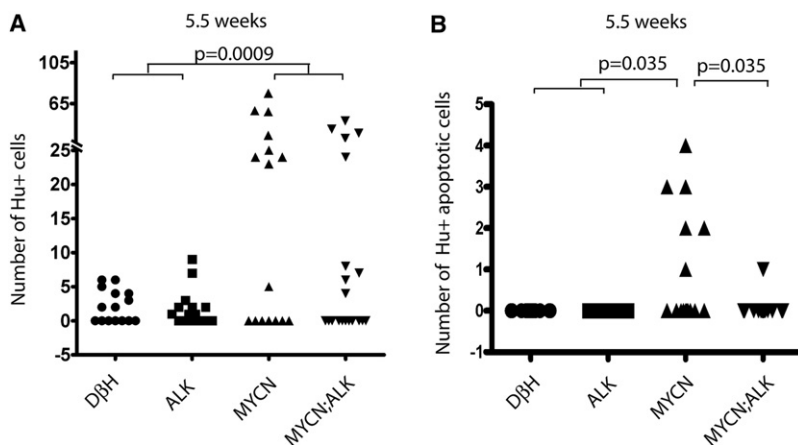 A
5.5 weeks
p=0.0009
105
65
25
20
15
10
5
0
-5
Number of Hu+ cells
DβH
ALK
MYCN
MYCN;ALK
B
5.5 weeks
p=0.035
p=0.035
5
4
3
2
1
0
-1
Number of Hu+ apoptotic cells
DβH
ALK
MYCN
MYCN;ALK